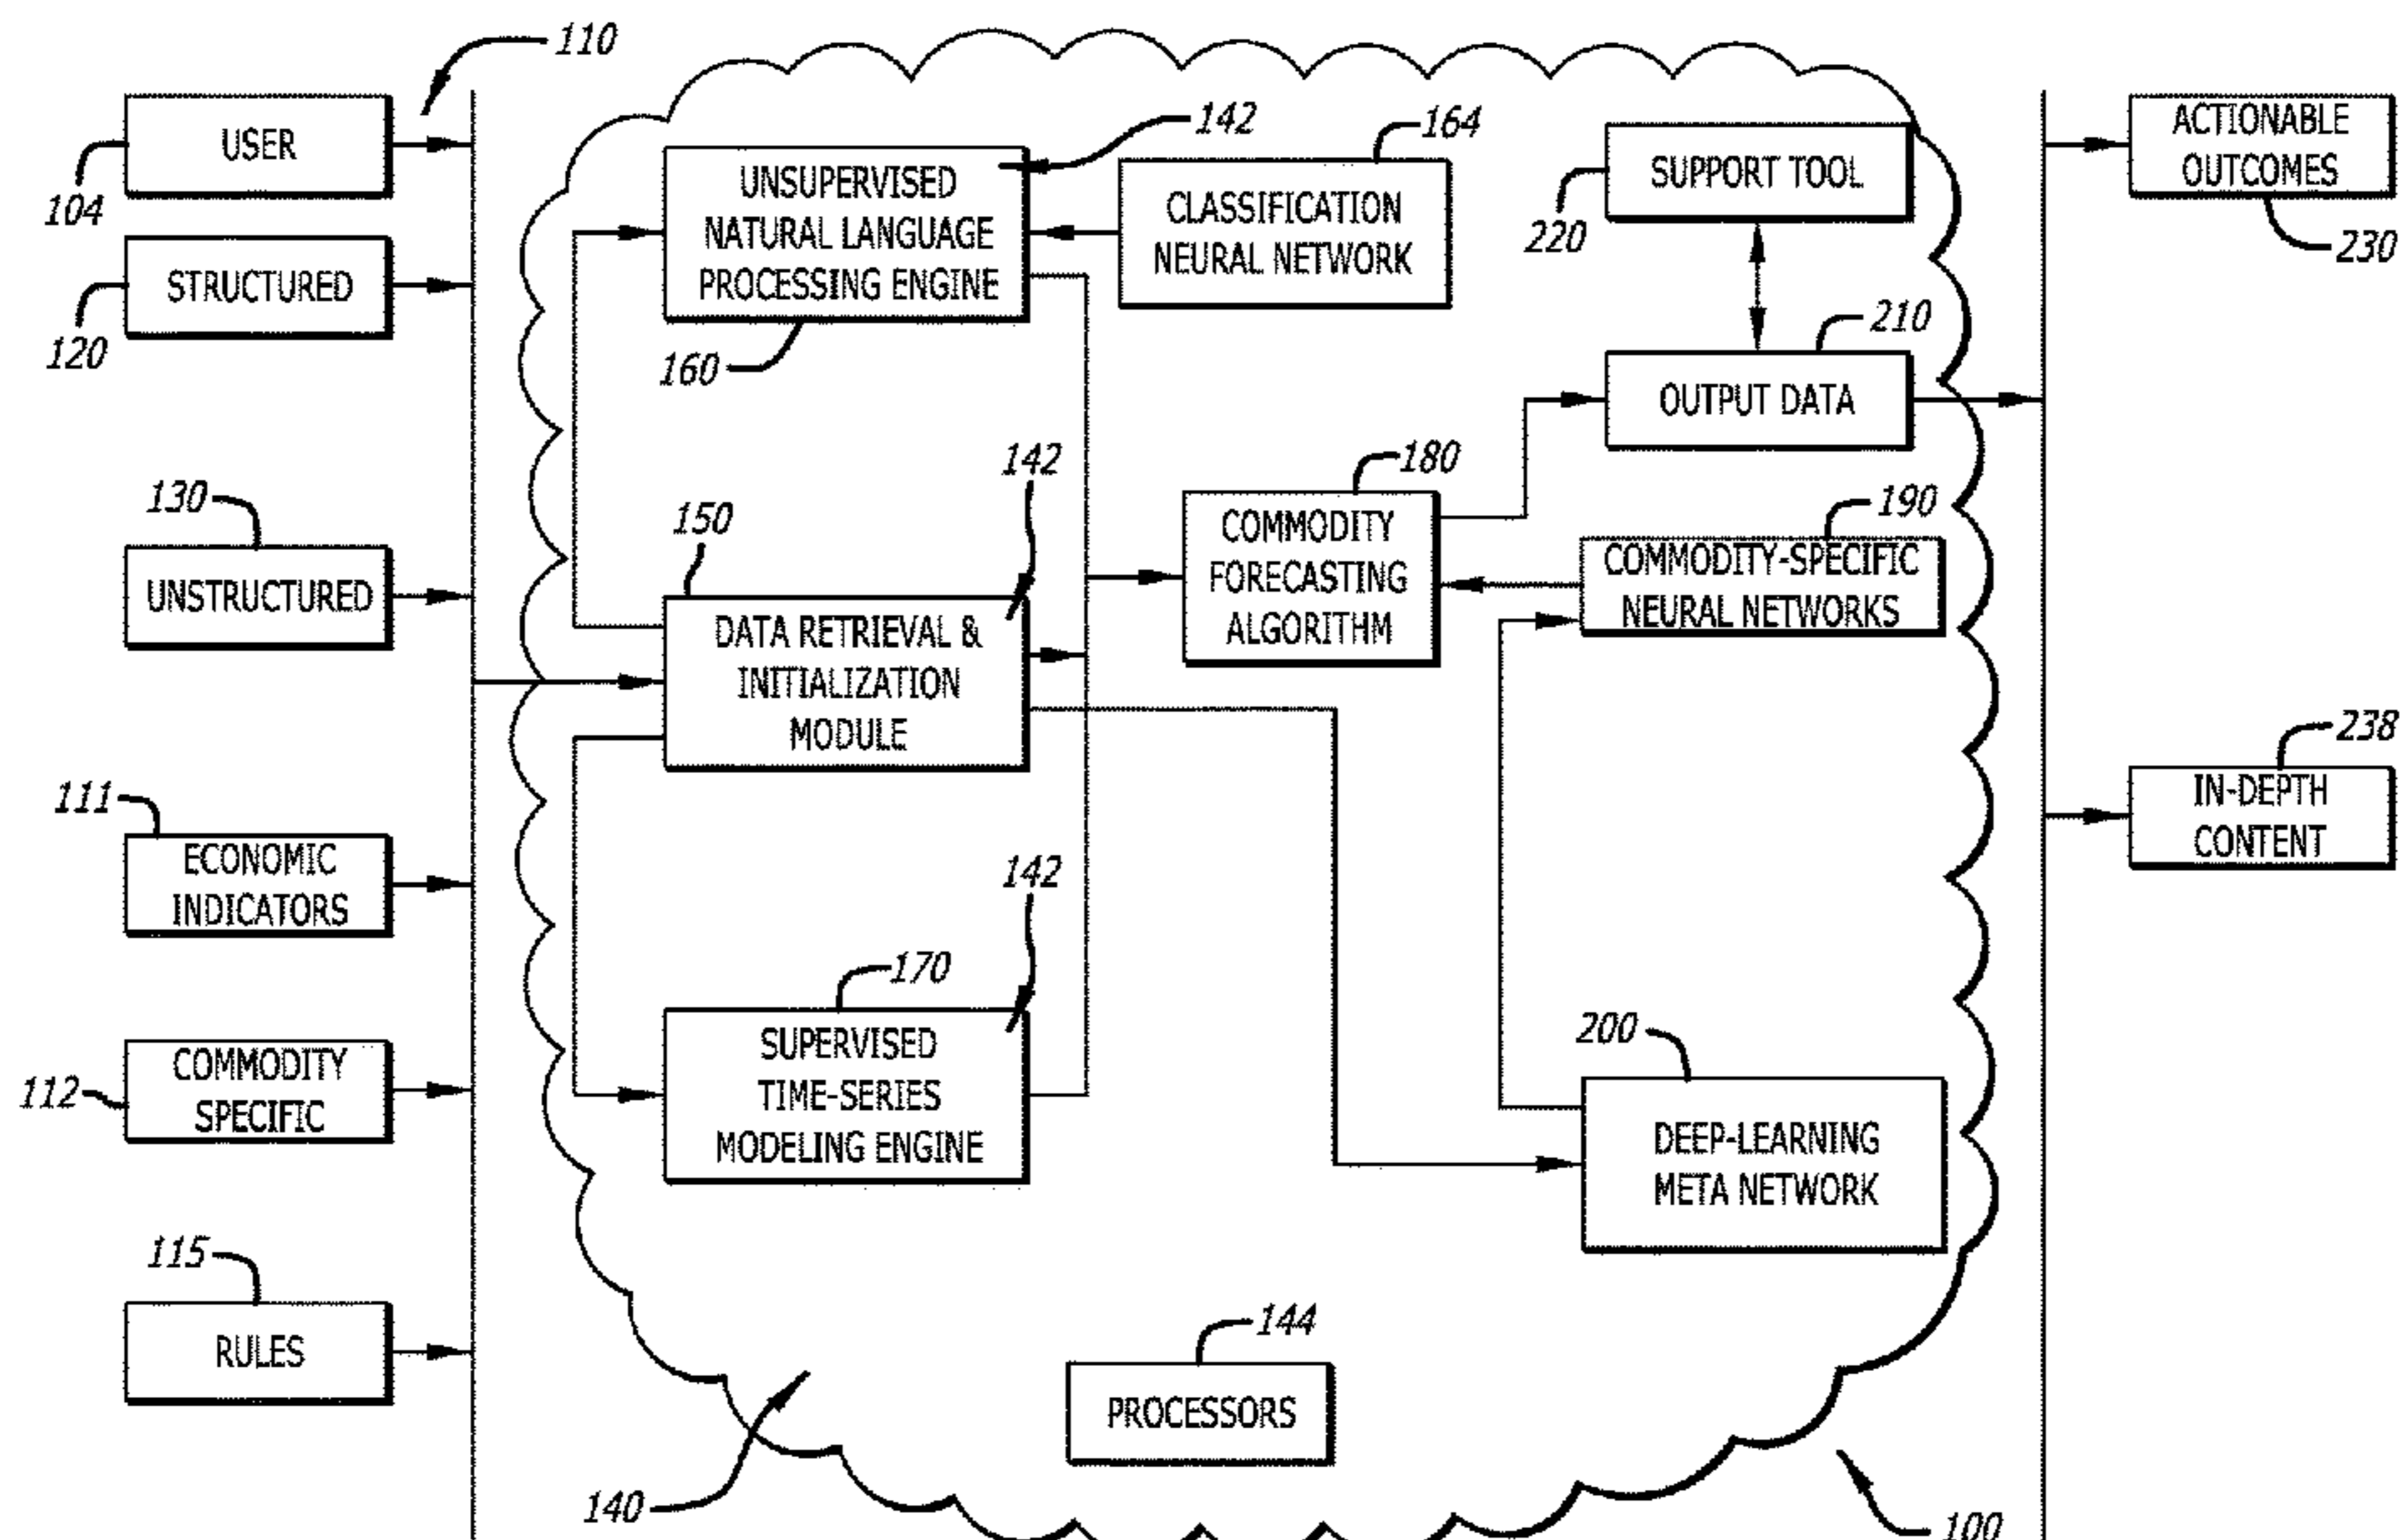 110
USER
104
STRUCTURED
120
130
UNSTRUCTURED
111
ECONOMIC
INDICATORS
112
COMMODITY
SPECIFIC
115
RULES
142
UNSUPERVISED
NATURAL LANGUAGE
PROCESSING ENGINE
160
164
CLASSIFICATION
NEURAL NETWORK
150
142
DATA RETRIEVAL &
INITIALIZATION
MODULE
170
142
SUPERVISED
TIME-SERIES
MODELING ENGINE
180
COMMODITY
FORECASTING
ALGORITHM
SUPPORT TOOL
220
210
OUTPUT DATA
190
COMMODITY-SPECIFIC
NEURAL NETWORKS
200
DEEP-LEARNING
META NETWORK
144
PROCESSORS
140
100
ACTIONABLE
OUTCOMES
230
238
IN-DEPTH
CONTENT